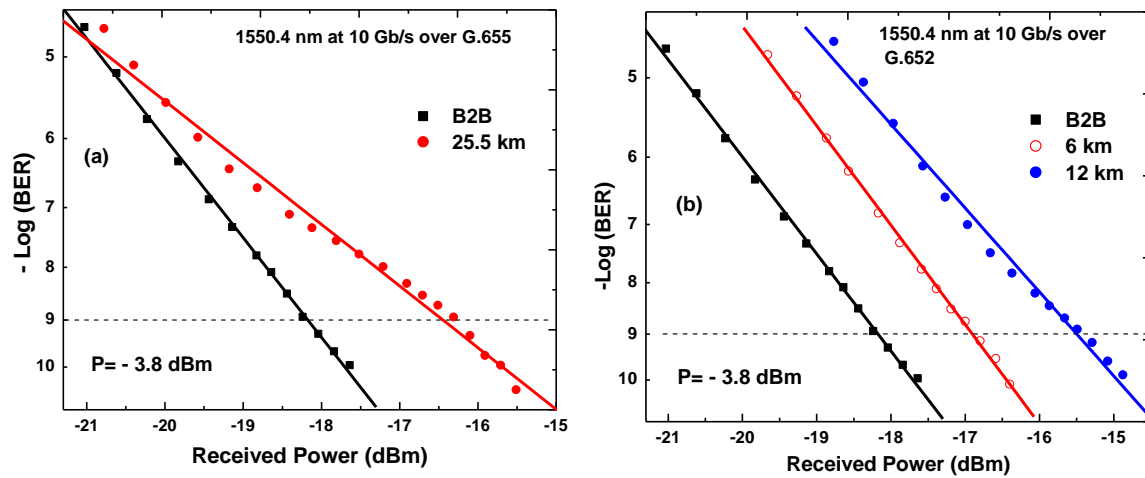 1550.4 nm at 10 Gb/s over G.655
B2B
25.5 km
(a)
P= - 3.8 dBm
- Log (BER)
5
6
7
8
9
10
-21 -20 -19 -18 -17 -16 -15
Received Power (dBm)
1550.4 nm at 10 Gb/s over
G.652
B2B
6 km
12 km
(b)
P= - 3.8 dBm
-Log (BER)
5
6
7
8
9
10
-21 -20 -19 -18 -17 -16 -15
Received Power (dBm)